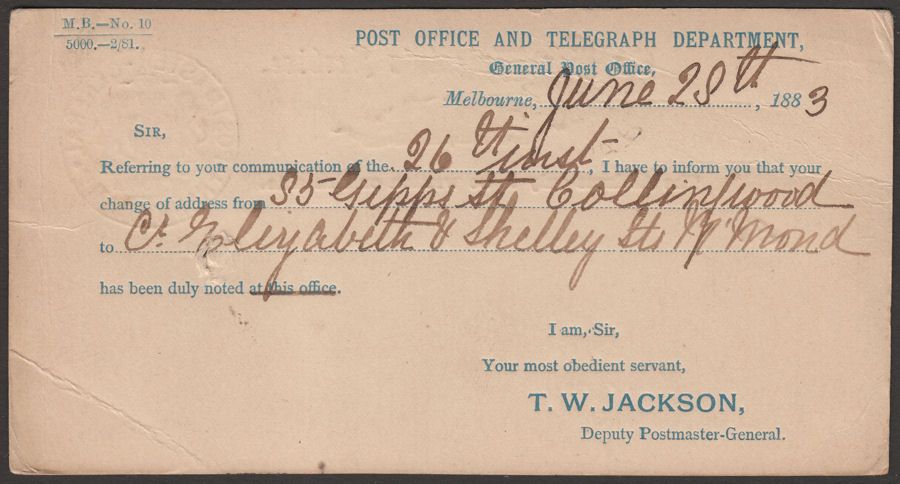 M.B.—No. 10
5000.—2/81.
POST OFFICE AND TELEGRAPH DEPARTMENT,
General Post Office,
Melbourne, June 28th, 1883
SIR,
Referring to your communication of the 26th inst, I have to inform you that your
change of address from 85 Gipps St. Collingwood
to Cr. Elizabeth & Shelley Sts Rd. Mond
has been duly noted at this office.
I am, Sir,
Your most obedient servant,
T. W. JACKSON,
Deputy Postmaster-General.